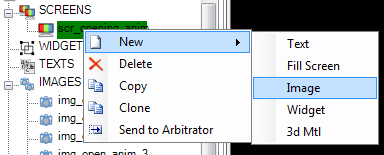 SCREENS
scr_opening_anim
WIDGET
TEXTS
IMAGES
img_
img_
img_
img_open_anim_3
New
Delete
Copy
Clone
Send to Arbitrator
Text
Fill Screen
Image
Widget
3d Mtl